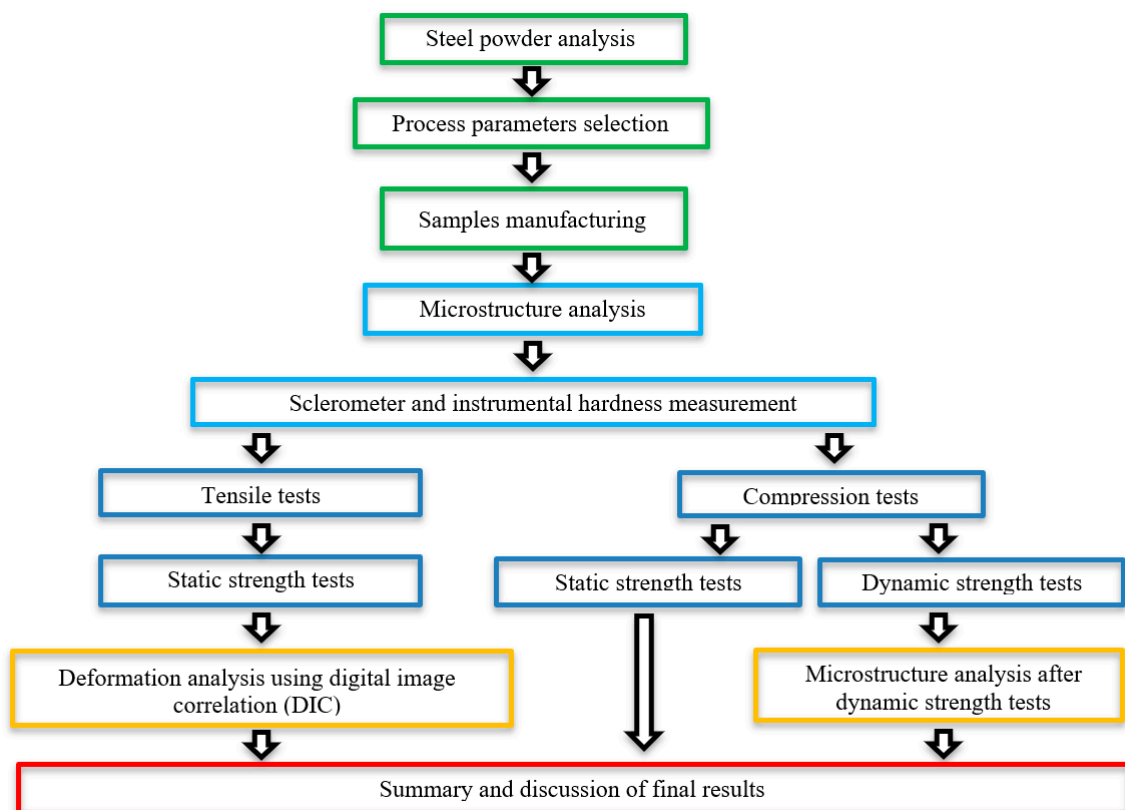 Steel powder analysis
Process parameters selection
Samples manufacturing
Microstructure analysis
Sclerometer and instrumental hardness measurement
Tensile tests
Compression tests
Static strength tests
Static strength tests
Dynamic strength tests
Deformation analysis using digital image
correlation (DIC)
Microstructure analysis after
dynamic strength tests
Summary and discussion of final results